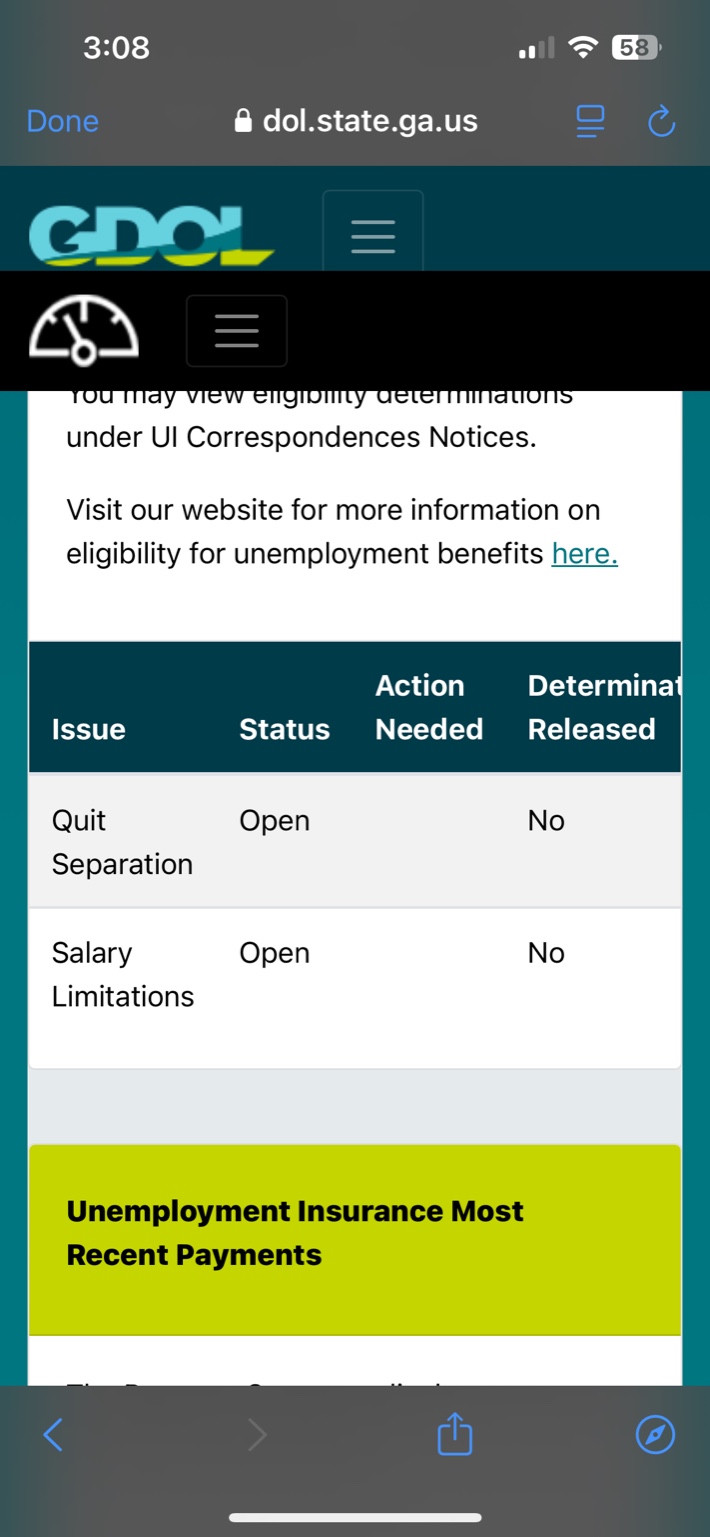 3:08
58
Done
dol.state.ga.us
GDOL
You may view eligibility determinations
under UI Correspondences Notices.
Visit our website for more information on
eligibility for unemployment benefits here.
Issue
Status
Action
Needed
Determinat
Released
Quit
Separation
Open
No
Salary
Limitations
Open
No
Unemployment Insurance Most
Recent Payments